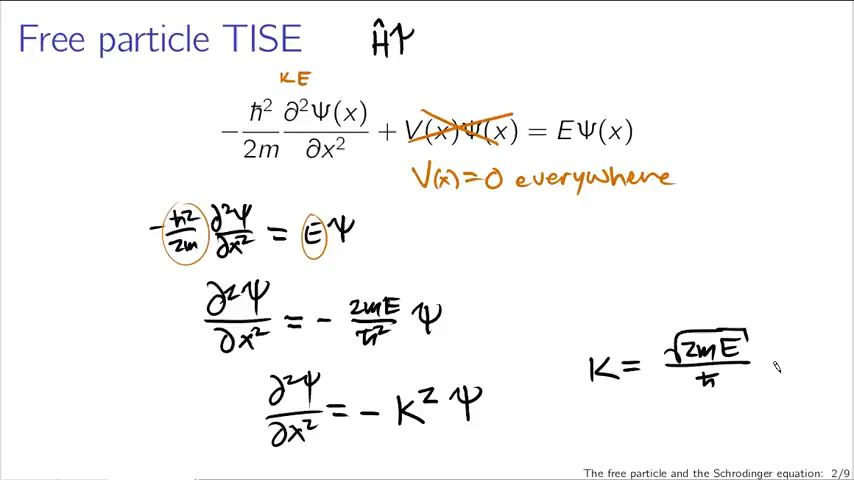 Free particle TISE ĤΨ
KE
-ħ²/2m ∂²Ψ(x)/∂x² + V(x)Ψ(x) = EΨ(x)
V(x)=0 everywhere
-ħ²/2m ∂²Ψ/∂x² = EΨ
∂²Ψ/∂x² = - 2mE/ħ² Ψ
K = √2mE/ħ
∂²Ψ/∂x² = - K² Ψ
The free particle and the Schrodinger equation: 2/9